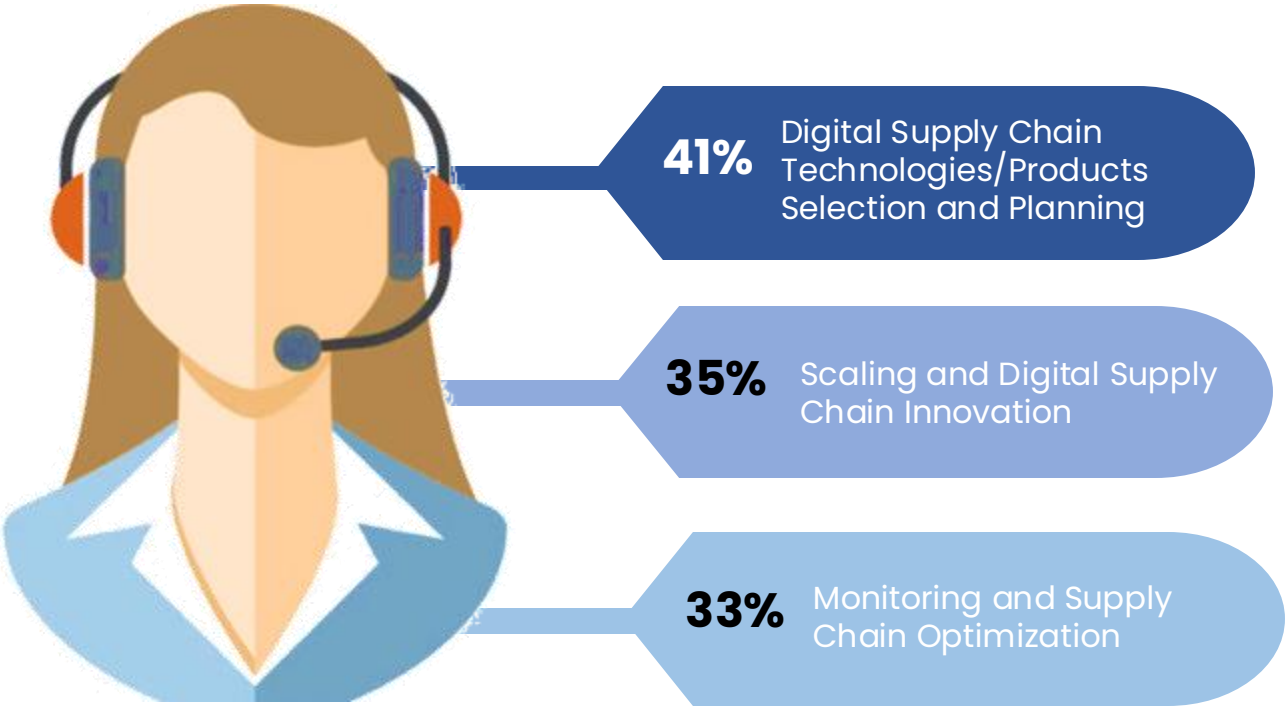 41%
Digital Supply Chain
Technologies/Products
Selection and Planning
35%
Scaling and Digital Supply
Chain Innovation
33%
Monitoring and Supply
Chain Optimization